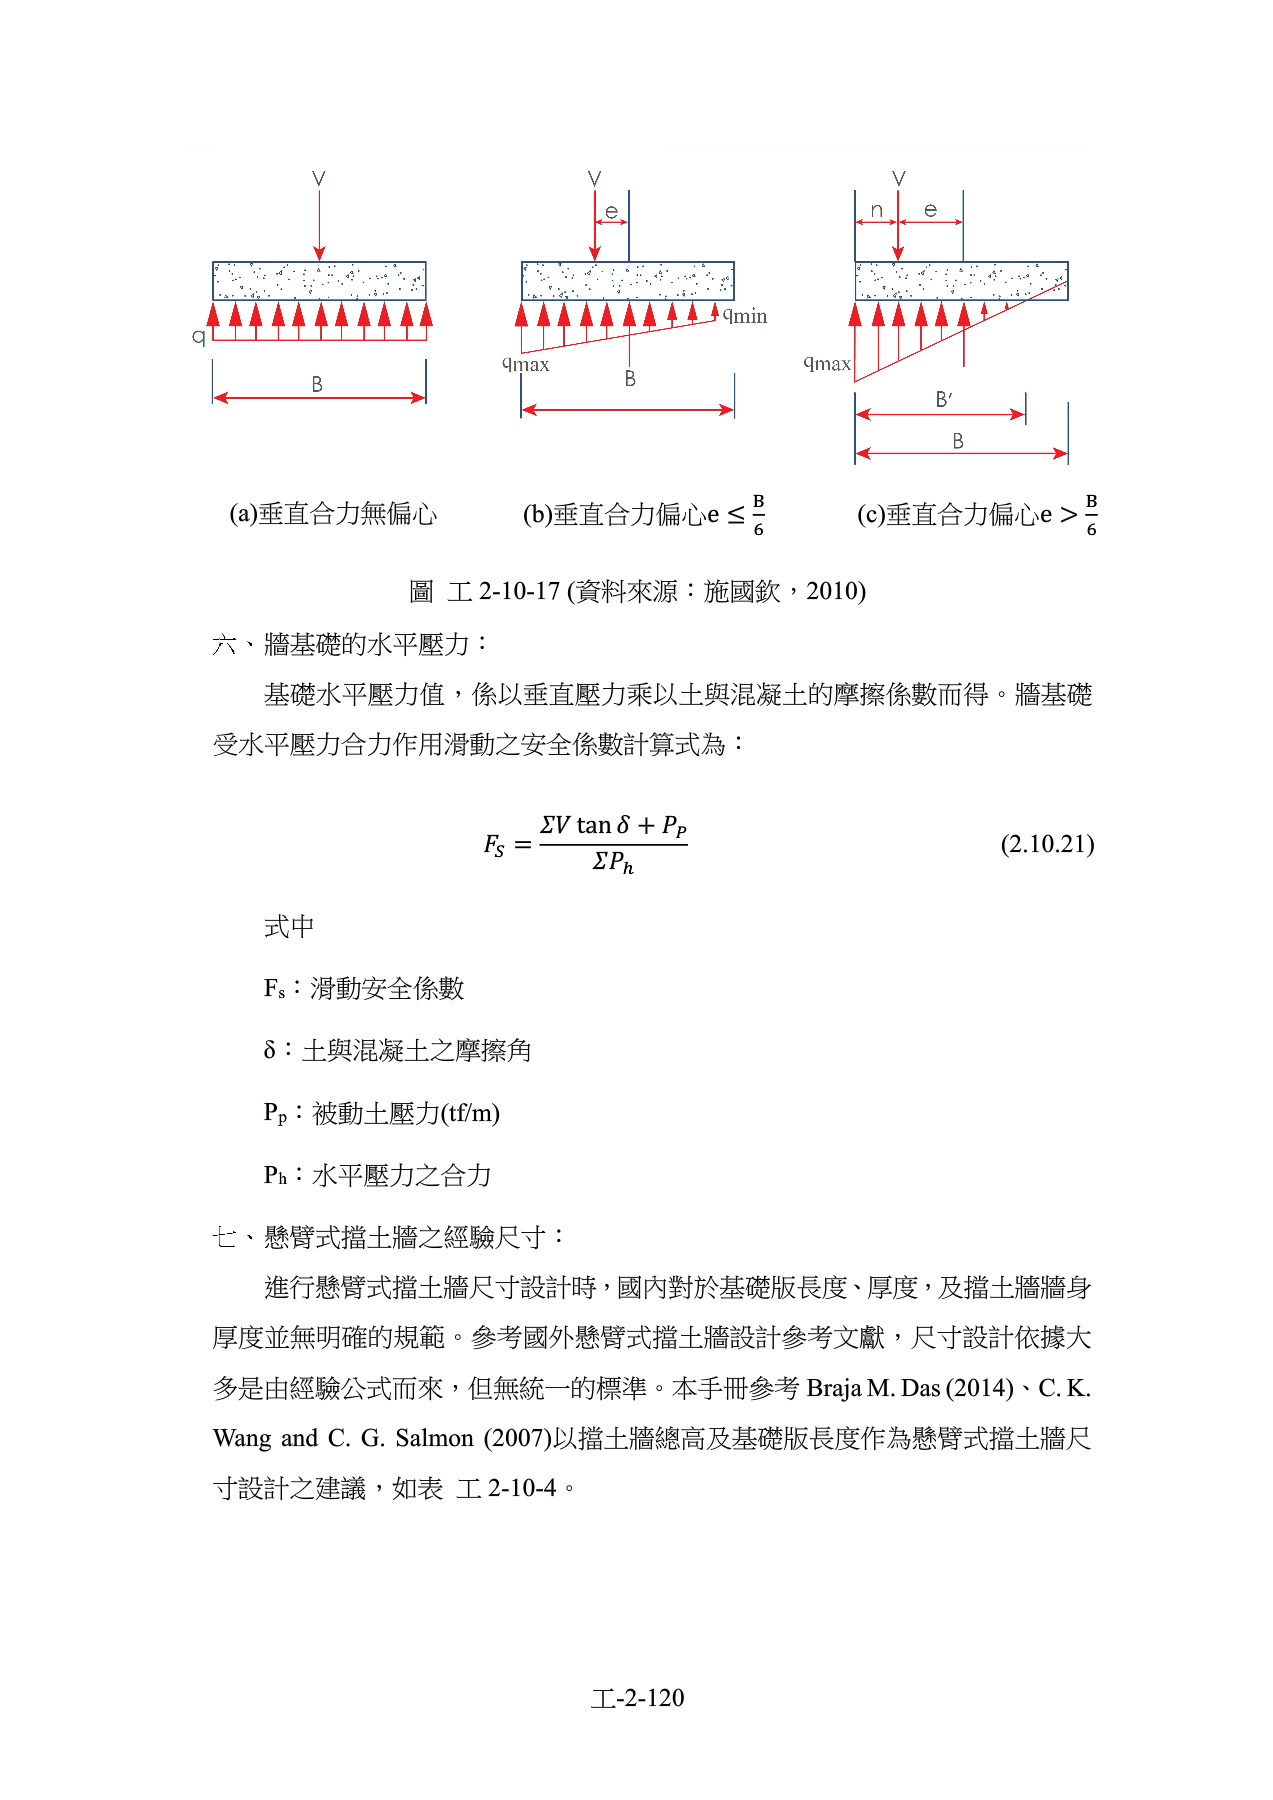 V V V
e n e
q qmax qmin qmax
B B B′
B
(a)垂直合力無偏心 (b)垂直合力偏心e ≤ B/6 (c)垂直合力偏心e > B/6
圖 工 2-10-17 (資料來源：施國欽，2010)
六、牆基礎的水平壓力：
基礎水平壓力值，係以垂直壓力乘以土與混凝土的摩擦係數而得。牆基礎
受水平壓力合力作用滑動之安全係數計算式為：
F_S = (ΣV tan δ + P_P) / ΣP_h (2.10.21)
式中
Fₛ：滑動安全係數
δ：土與混凝土之摩擦角
Pₚ：被動土壓力(tf/m)
Pₕ：水平壓力之合力
七、懸臂式擋土牆之經驗尺寸：
進行懸臂式擋土牆尺寸設計時，國內對於基礎版長度、厚度，及擋土牆牆身
厚度並無明確的規範。參考國外懸臂式擋土牆設計參考文獻，尺寸設計依據大
多是由經驗公式而來，但無統一的標準。本手冊參考 Braja M. Das (2014)、C. K.
Wang and C. G. Salmon (2007)以擋土牆總高及基礎版長度作為懸臂式擋土牆尺
寸設計之建議，如表 工 2-10-4。
工-2-120